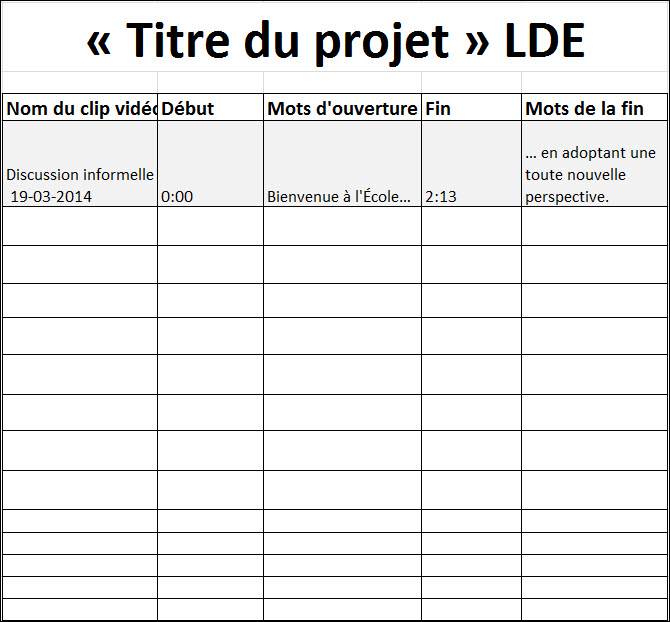 « Titre du projet » LDE
Nom du clip vidéo Début Mots d'ouverture Fin Mots de la fin
Discussion informelle
19-03-2014 0:00 Bienvenue à l'École... 2:13 ... en adoptant une
toute nouvelle
perspective.